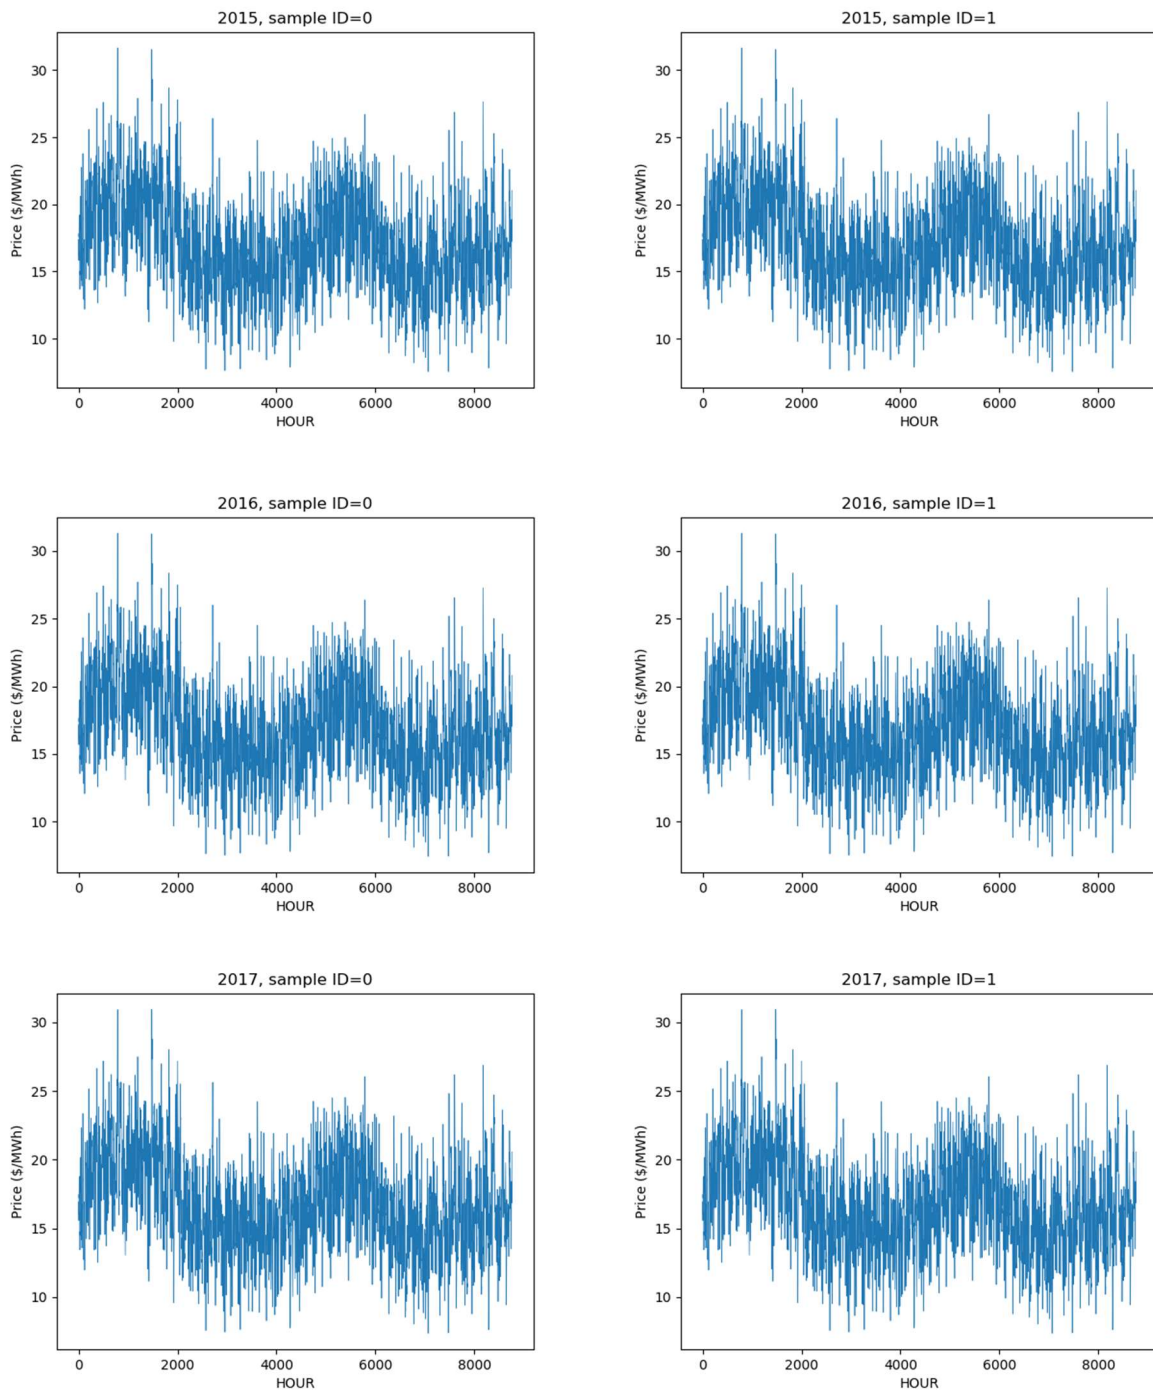 2015, sample ID=0
30
25
20
15
10
Price ($/MWh)
0 2000 4000 6000 8000
HOUR
2015, sample ID=1
30
25
20
15
10
Price ($/MWh)
0 2000 4000 6000 8000
HOUR
2016, sample ID=0
30
25
20
15
10
Price ($/MWh)
0 2000 4000 6000 8000
HOUR
2016, sample ID=1
30
25
20
15
10
Price ($/MWh)
0 2000 4000 6000 8000
HOUR
2017, sample ID=0
30
25
20
15
10
Price ($/MWh)
0 2000 4000 6000 8000
HOUR
2017, sample ID=1
30
25
20
15
10
Price ($/MWh)
0 2000 4000 6000 8000
HOUR